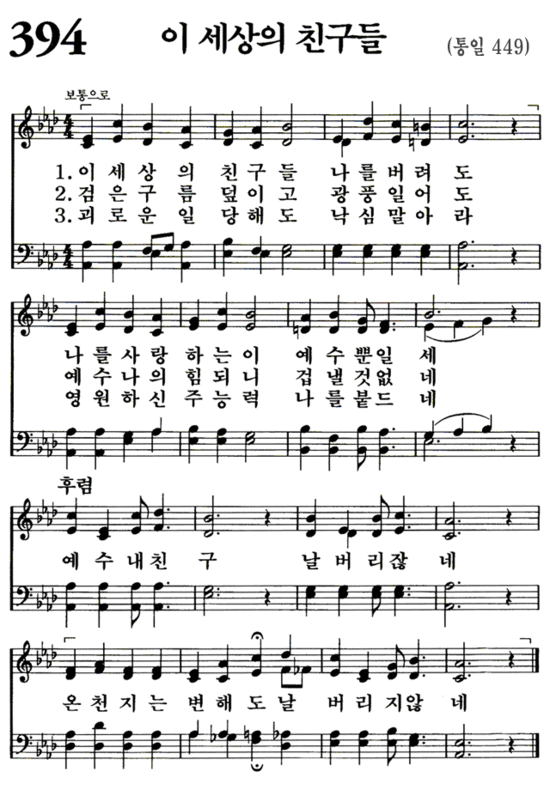 394 이 세상의 친구들 (통일 449)
보통으로
1. 이 세 상 의 친 구 들 나 를 버 려 도
2. 검 은 구 름 덮 이 고 광 풍 일 어 도
3. 괴 로 운 일 당 해 도 낙 심 말 아 라
나 를 사 랑 하 는 이 예 수 뿐 일 세
예 수 나 의 힘 되 니 겁 낼 것 없 네
영 원 하 신 주 능 력 나 를 붙 드 네
후렴
예 수 내 친 구 날 버 리 잖 네
온 천 지 는 변 해 도 날 버 리 지 않 네